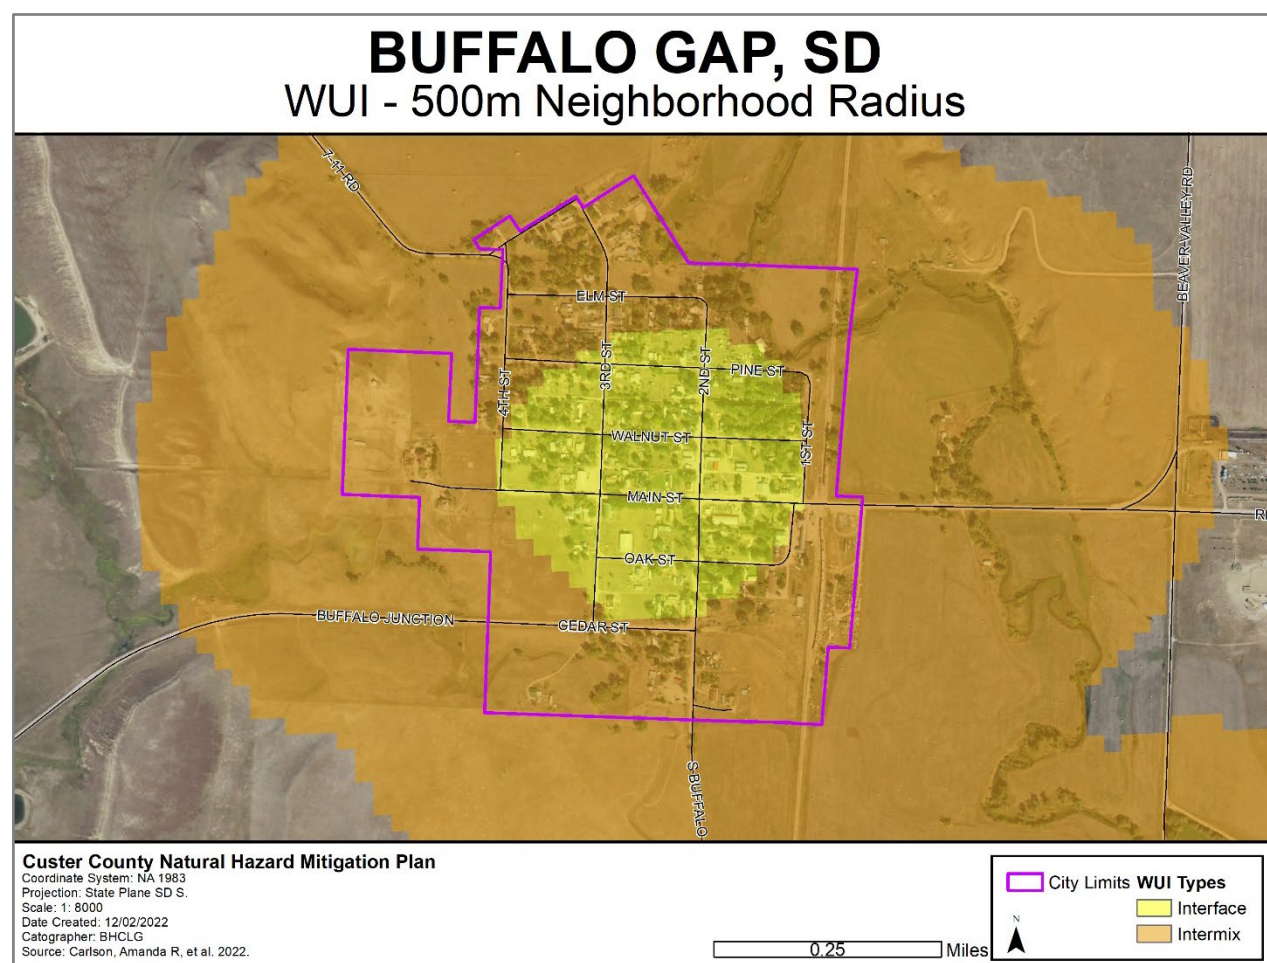 BUFFALO GAP, SD
WUI - 500m Neighborhood Radius
7-11 RD
BEAVER VALLEY RD
ELM ST
3RD ST
2ND ST
PINE ST
4TH ST
WALNUT ST
1ST ST
MAIN ST
OAK ST
BUFFALO JUNCTION
CEDAR ST
S BUFFALO
Custer County Natural Hazard Mitigation Plan
Coordinate System: NA 1983
Projection: State Plane SD S.
Scale: 1: 8000
Date Created: 12/02/2022
Catographer: BHCLG
Source: Carlson, Amanda R, et al. 2022.
0.25 Miles
City Limits
WUI Types
Interface
Intermix
N